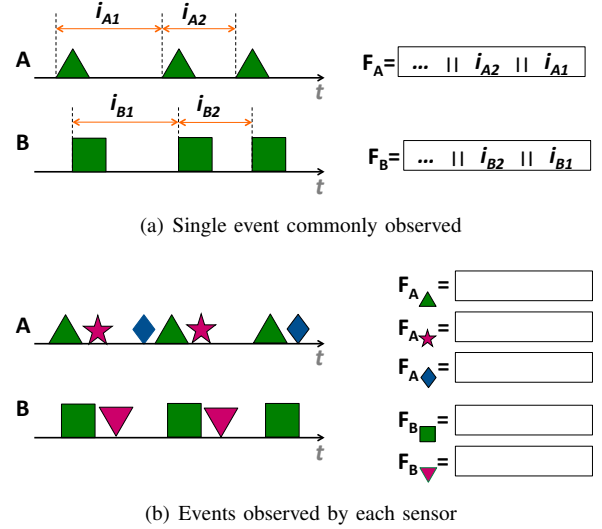 i_A1 i_A2
A
t
F_A= ... || i_A2 || i_A1
i_B1 i_B2
B
t
F_B= ... || i_B2 || i_B1
(a) Single event commonly observed
A
t
F_A▲=
F_A★=
F_A◆=
B
t
F_B■=
F_B▼=
(b) Events observed by each sensor